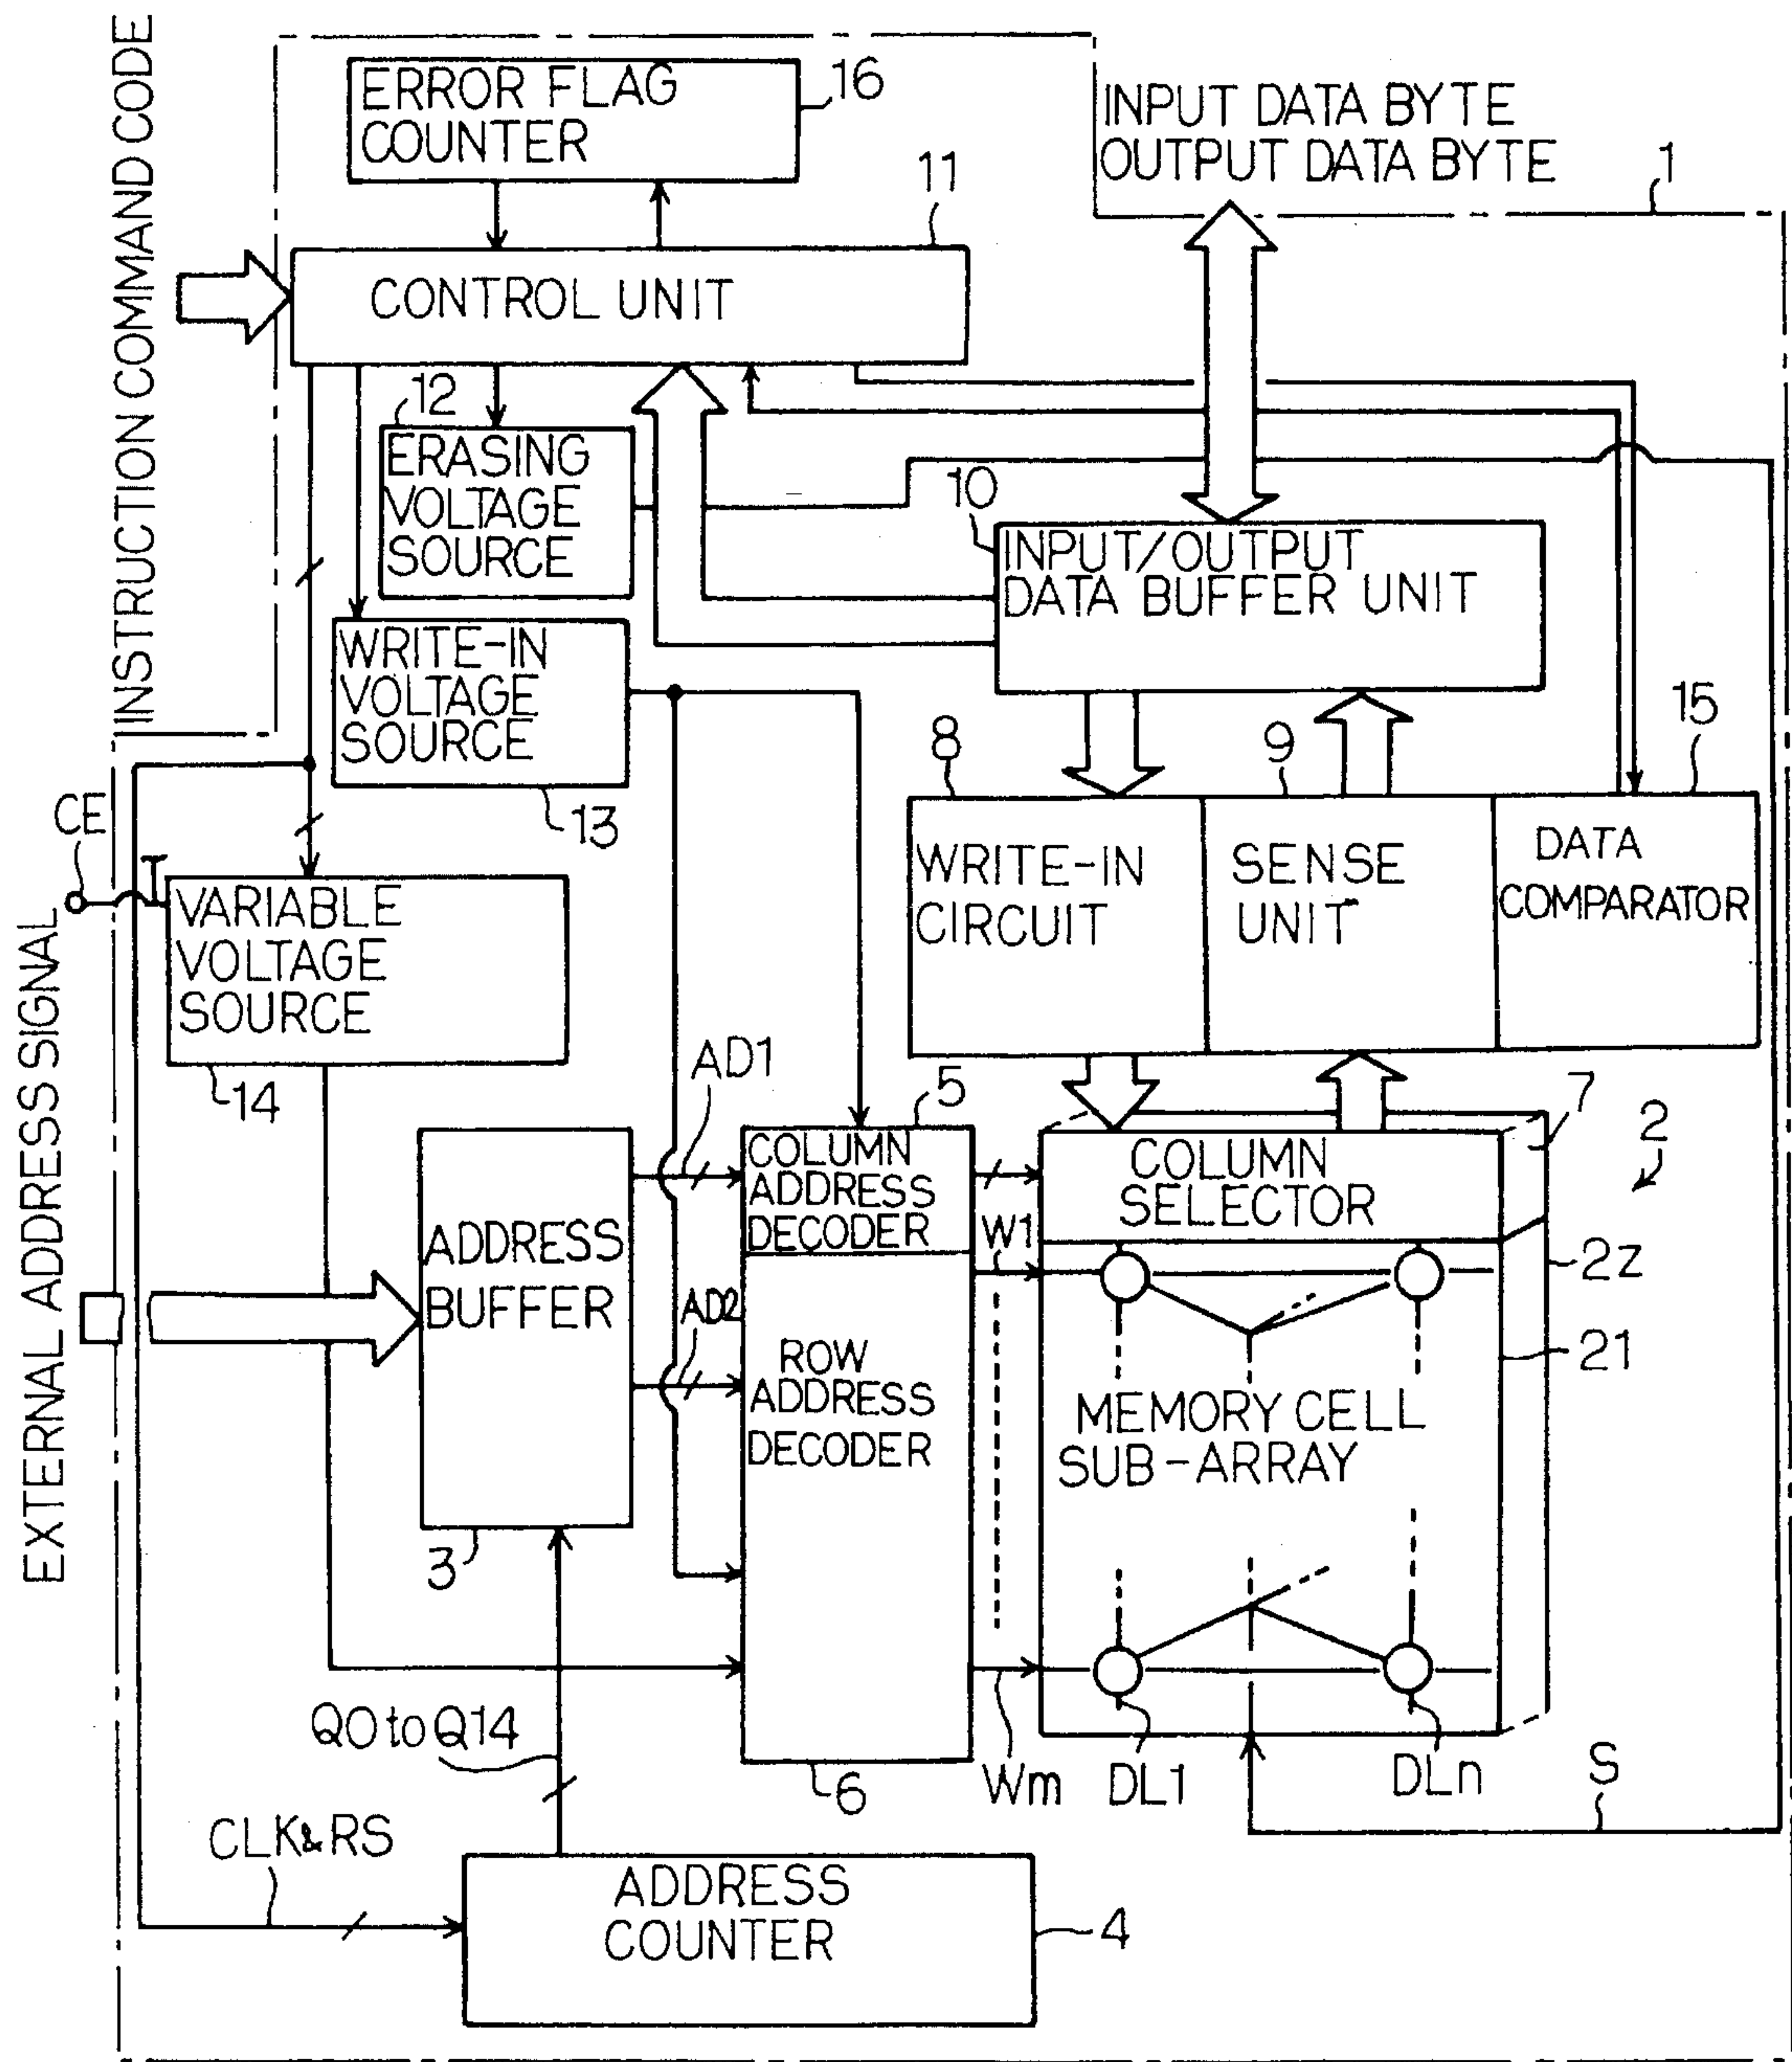 INSTRUCTION COMMAND CODE
ERROR FLAG
COUNTER
16
INPUT DATA BYTE
OUTPUT DATA BYTE
1
11
CONTROL UNIT
12
ERASING
VOLTAGE
SOURCE
10
INPUT/OUTPUT
DATA BUFFER UNIT
WRITE-IN
VOLTAGE
SOURCE
13
8
9
15
CE
WRITE-IN
CIRCUIT
SENSE
UNIT
DATA
COMPARATOR
VARIABLE
VOLTAGE
SOURCE
14
EXTERNAL ADDRESS SIGNAL
AD1
5
7
2
COLUMN
ADDRESS
DECODER
COLUMN
SELECTOR
ADDRESS
BUFFER
W1
2z
AD2
21
ROW
ADDRESS
DECODER
MEMORY CELL
SUB-ARRAY
3
Q0 to Q14
6
Wm
DL1
DLn
S
CLK&RS
ADDRESS
COUNTER
4